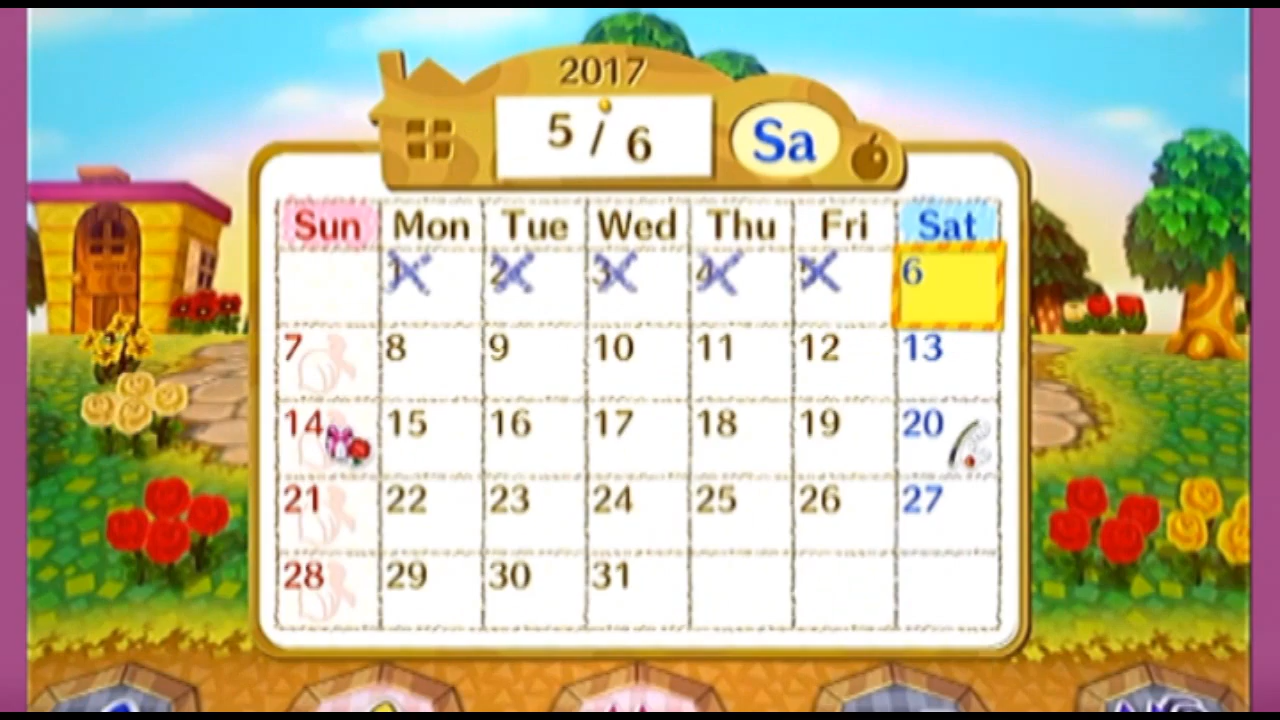 2017
5 / 6 Sa
Sun Mon Tue Wed Thu Fri Sat
1 2 3 4 5 6
7 8 9 10 11 12 13
14 15 16 17 18 19 20
21 22 23 24 25 26 27
28 29 30 31